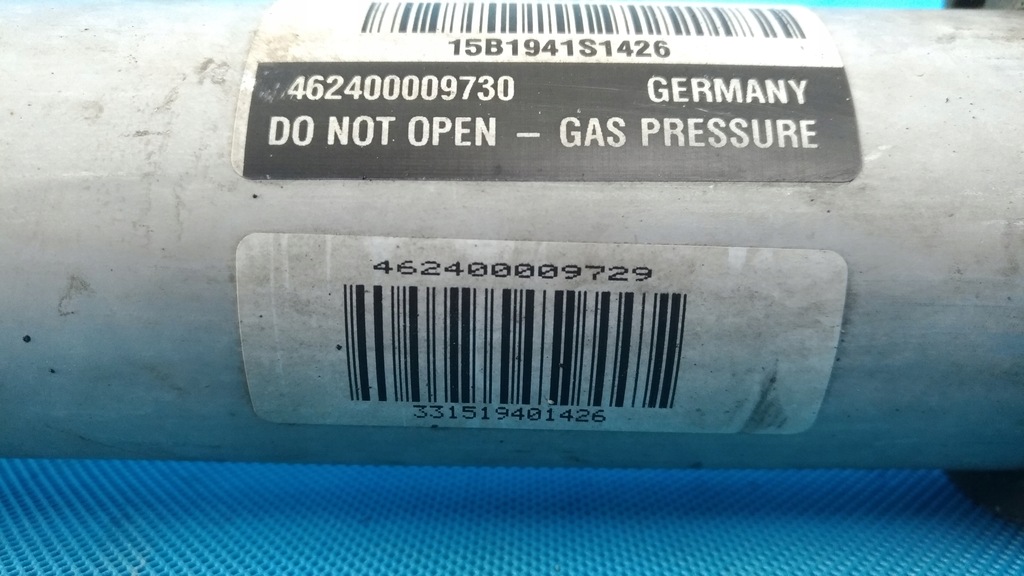 15B1941S1426
462400009730 GERMANY
DO NOT OPEN – GAS PRESSURE
462400009729
331519401426